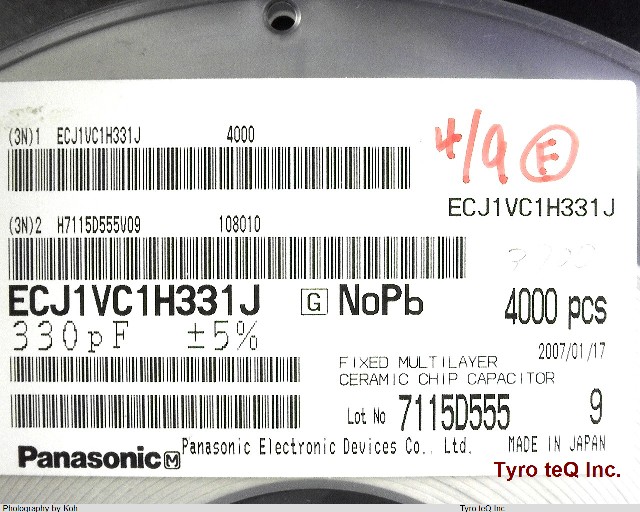 (3N)1 ECJ1VC1H331J 4000
4/9 E
ECJ1VC1H331J
(3N)2 H7115D555V09 108010
ECJ1VC1H331J G NoPb 4000 pcs
330pF ±5%
2007/01/17
FIXED MULTILAYER
CERAMIC CHIP CAPACITOR
Lot No 7115D555 9
Panasonic M Panasonic Electronic Devices Co., Ltd. MADE IN JAPAN
Tyro teQ Inc.
Photography by Koh Tyro teQ Inc